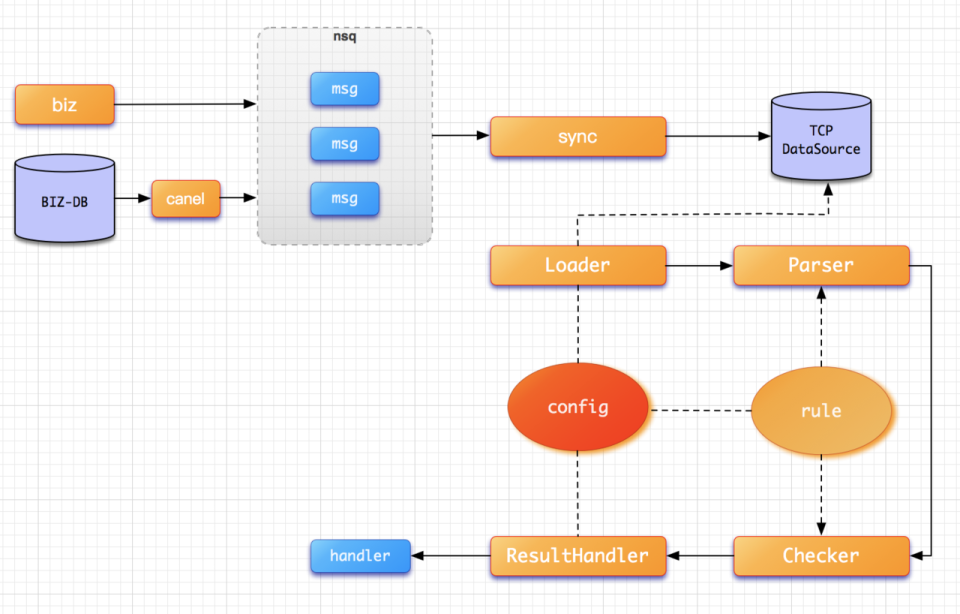 nsq
biz
msg
msg
msg
sync
TCP
DataSource
BIZ-DB
canel
Loader
Parser
config
rule
handler
ResultHandler
Checker